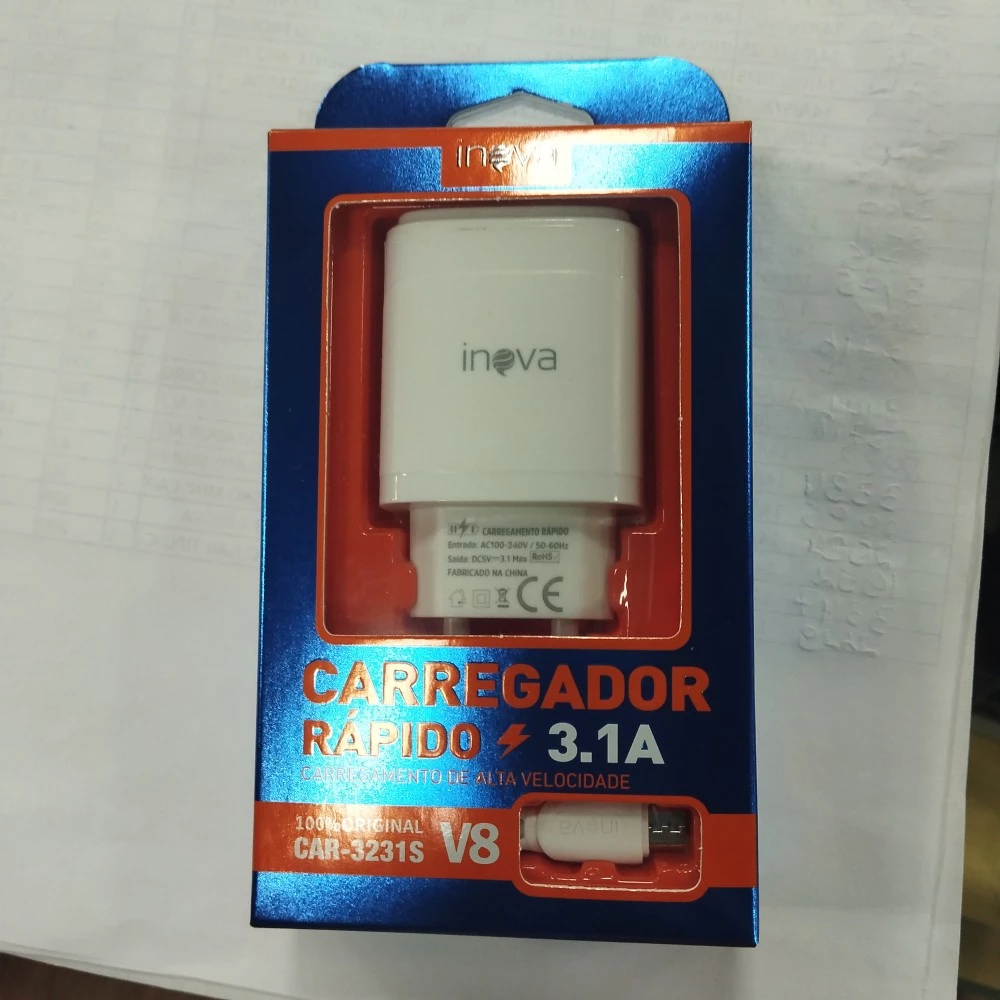 inova
inova
CARREGAMENTO RÁPIDO
Entrada: AC100-240V / 50-60Hz
Saída: DC5V⎓3.1 Máx RoHS
FABRICADO NA CHINA
CE
CARREGADOR
RÁPIDO 3.1A
CARREGAMENTO DE ALTA VELOCIDADE
100% ORIGINAL
CAR-3231S V8
inova